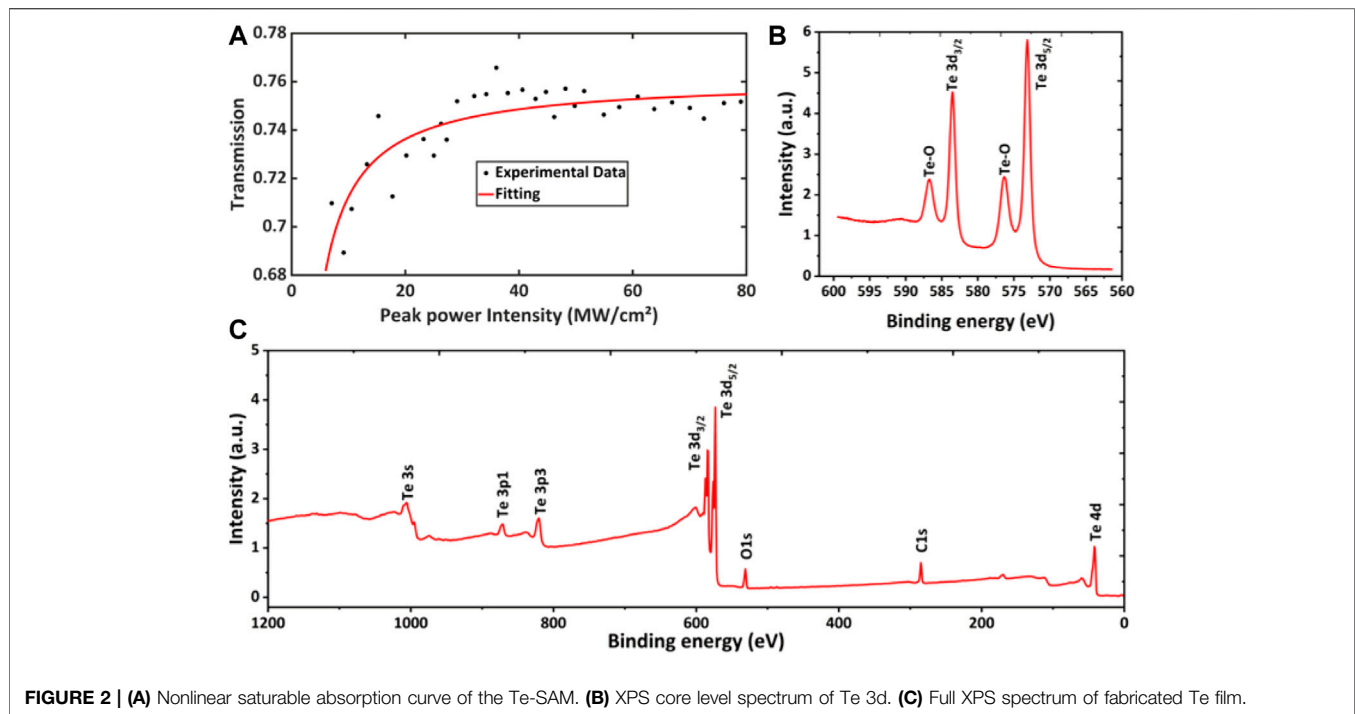 A
0.78
0.76
0.74
0.72
0.7
0.68
Transmission
Experimental Data
Fitting
0 20 40 60 80
Peak power Intensity (MW/cm²)
B
6
5
4
3
2
1
0
Intensity (a.u.)
Te-O
Te 3d3/2
Te-O
Te 3d5/2
600 595 590 585 580 575 570 565 560
Binding energy (eV)
C
5
4
3
2
1
0
Intensity (a.u.)
Te 3s
Te 3p1
Te 3p3
Te 3d3/2
Te 3d5/2
O1s
C1s
Te 4d
1200 1000 800 600 400 200 0
Binding energy (eV)
FIGURE 2 | (A) Nonlinear saturable absorption curve of the Te-SAM. (B) XPS core level spectrum of Te 3d. (C) Full XPS spectrum of fabricated Te film.